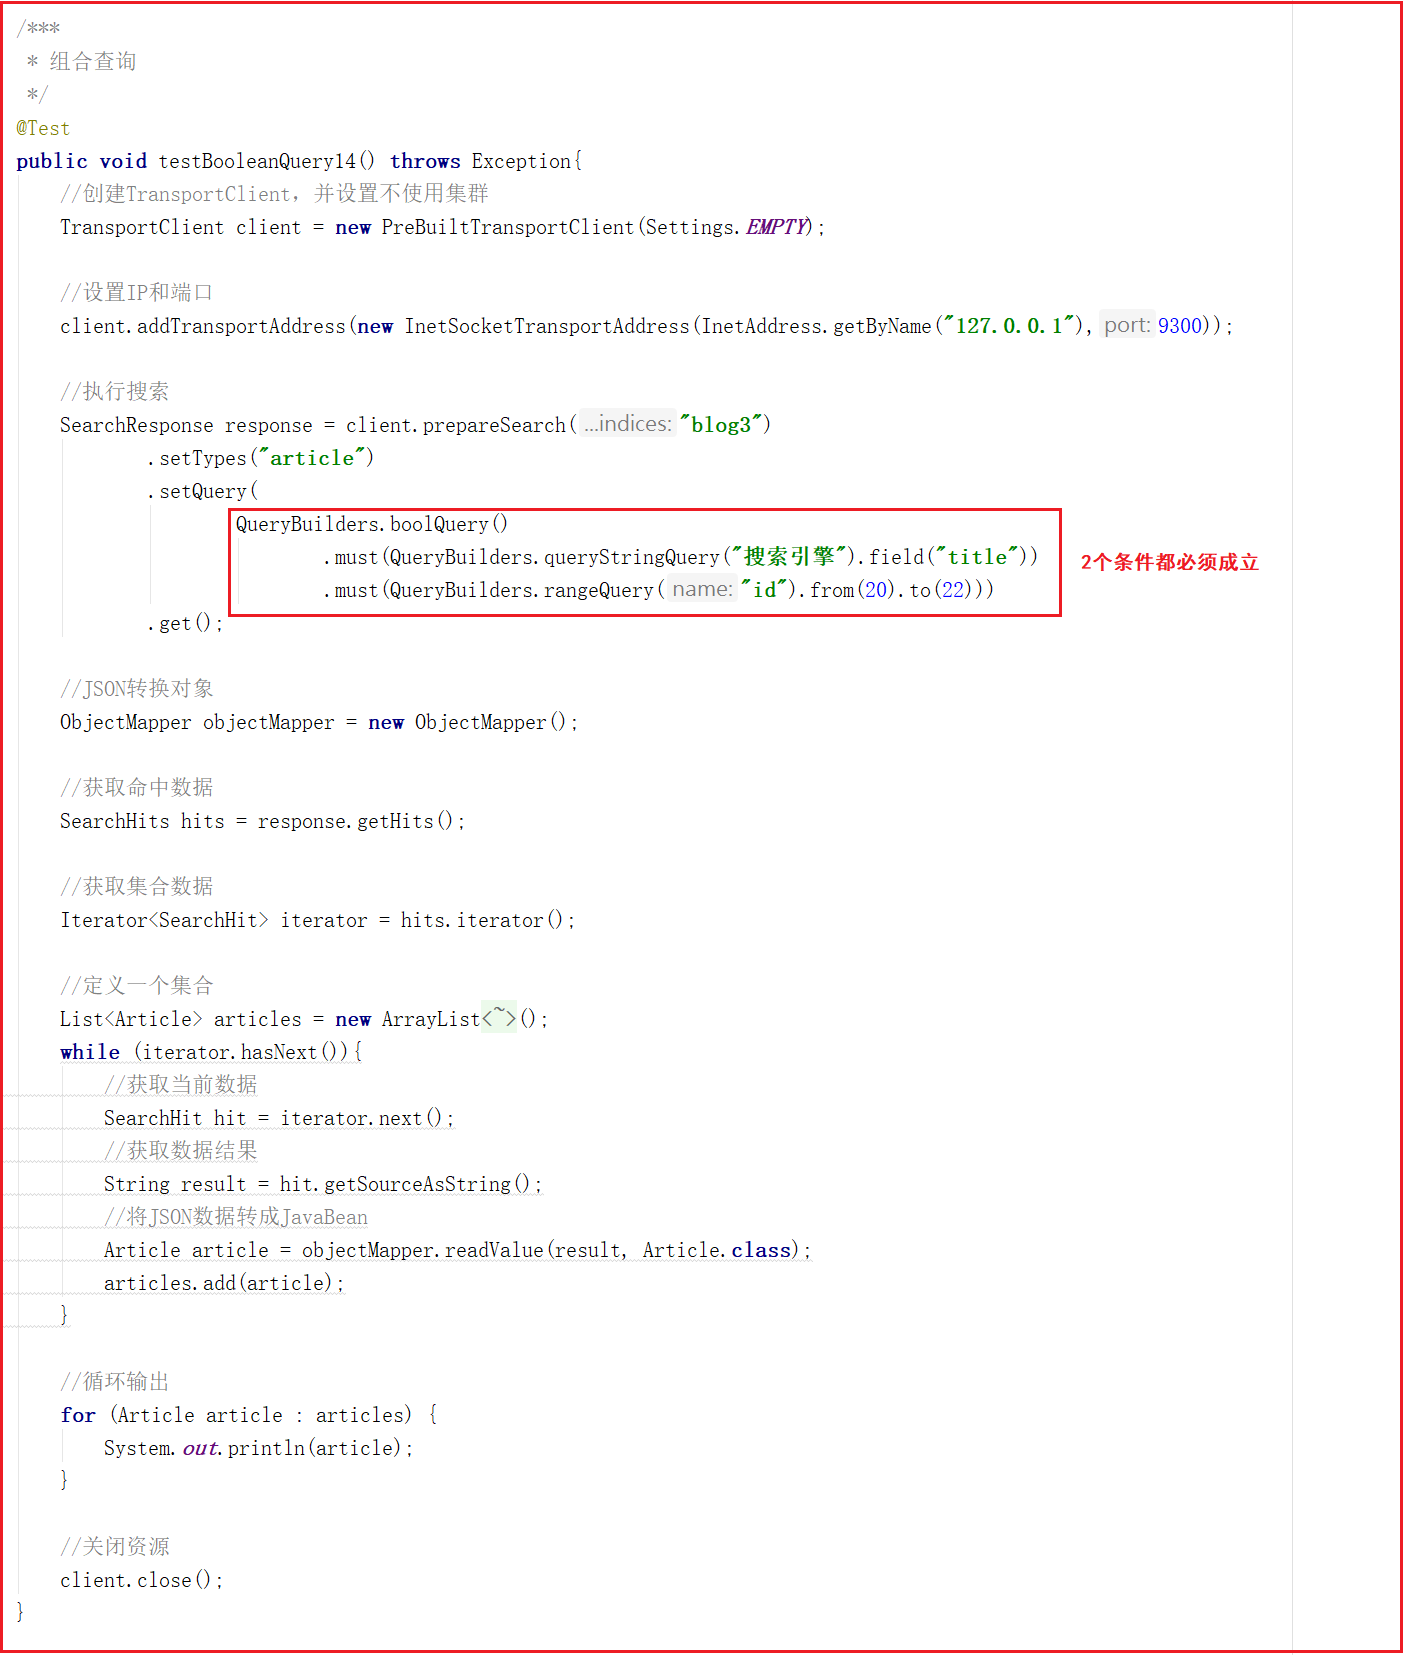 /***
 * 组合查询
 */
@Test
public void testBooleanQuery14() throws Exception{
    //创建TransportClient，并设置不使用集群
    TransportClient client = new PreBuiltTransportClient(Settings.EMPTY);
    //设置IP和端口
    client.addTransportAddress(new InetSocketTransportAddress(InetAddress.getByName("127.0.0.1"), port: 9300));
    //执行搜索
    SearchResponse response = client.prepareSearch( ...indices: "blog3")
            .setTypes("article")
            .setQuery(
                    QueryBuilders.boolQuery()
                            .must(QueryBuilders.queryStringQuery("搜索引擎").field("title"))
2个条件都必须成立
                            .must(QueryBuilders.rangeQuery( name: "id").from(20).to(22)))
            .get();
    //JSON转换对象
    ObjectMapper objectMapper = new ObjectMapper();
    //获取命中数据
    SearchHits hits = response.getHits();
    //获取集合数据
    Iterator<SearchHit> iterator = hits.iterator();
    //定义一个集合
    List<Article> articles = new ArrayList<~>();
    while (iterator.hasNext()){
        //获取当前数据
        SearchHit hit = iterator.next();
        //获取数据结果
        String result = hit.getSourceAsString();
        //将JSON数据转成JavaBean
        Article article = objectMapper.readValue(result, Article.class);
        articles.add(article);
    }
    //循环输出
    for (Article article : articles) {
        System.out.println(article);
    }
    //关闭资源
    client.close();
}